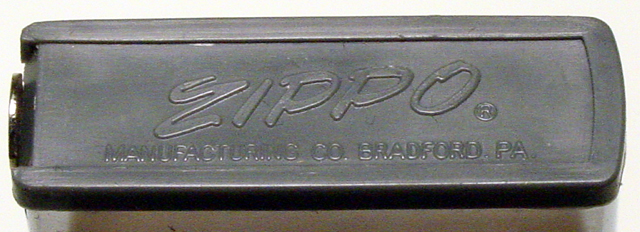 ZIPPO ®
MANUFACTURING CO. BRADFORD. PA.